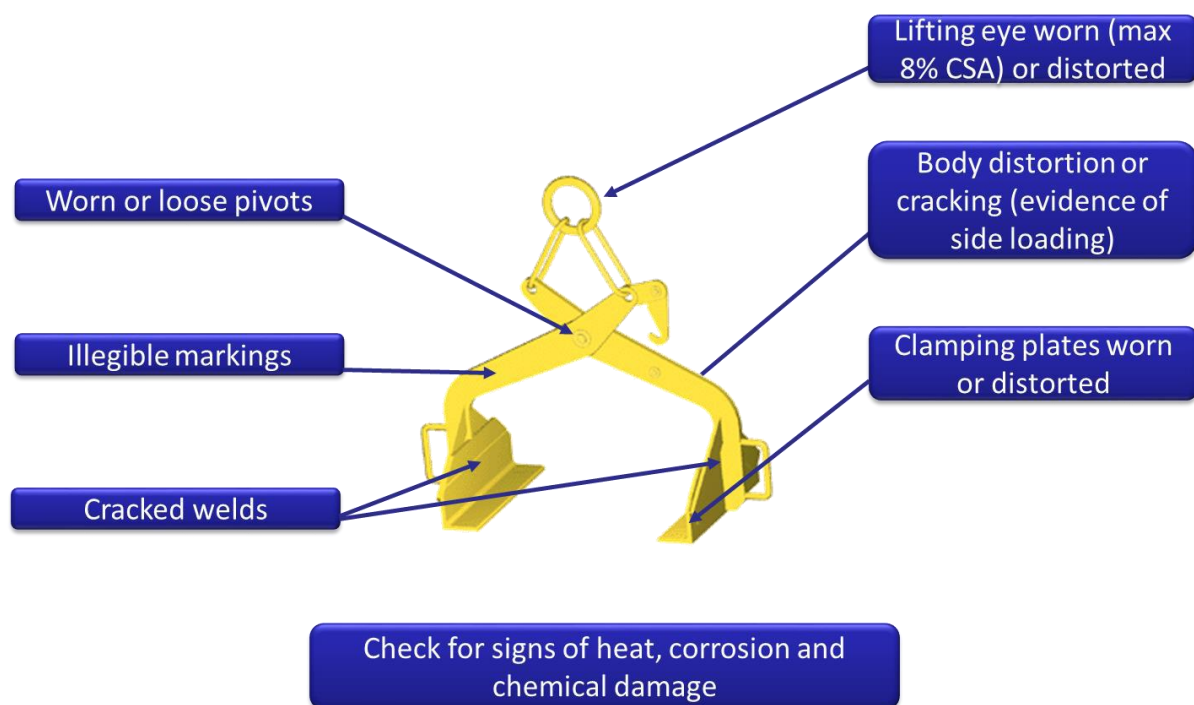 Lifting eye worn (max
8% CSA) or distorted
Worn or loose pivots
Body distortion or
cracking (evidence of
side loading)
Illegible markings
Clamping plates worn
or distorted
Cracked welds
Check for signs of heat, corrosion and
chemical damage